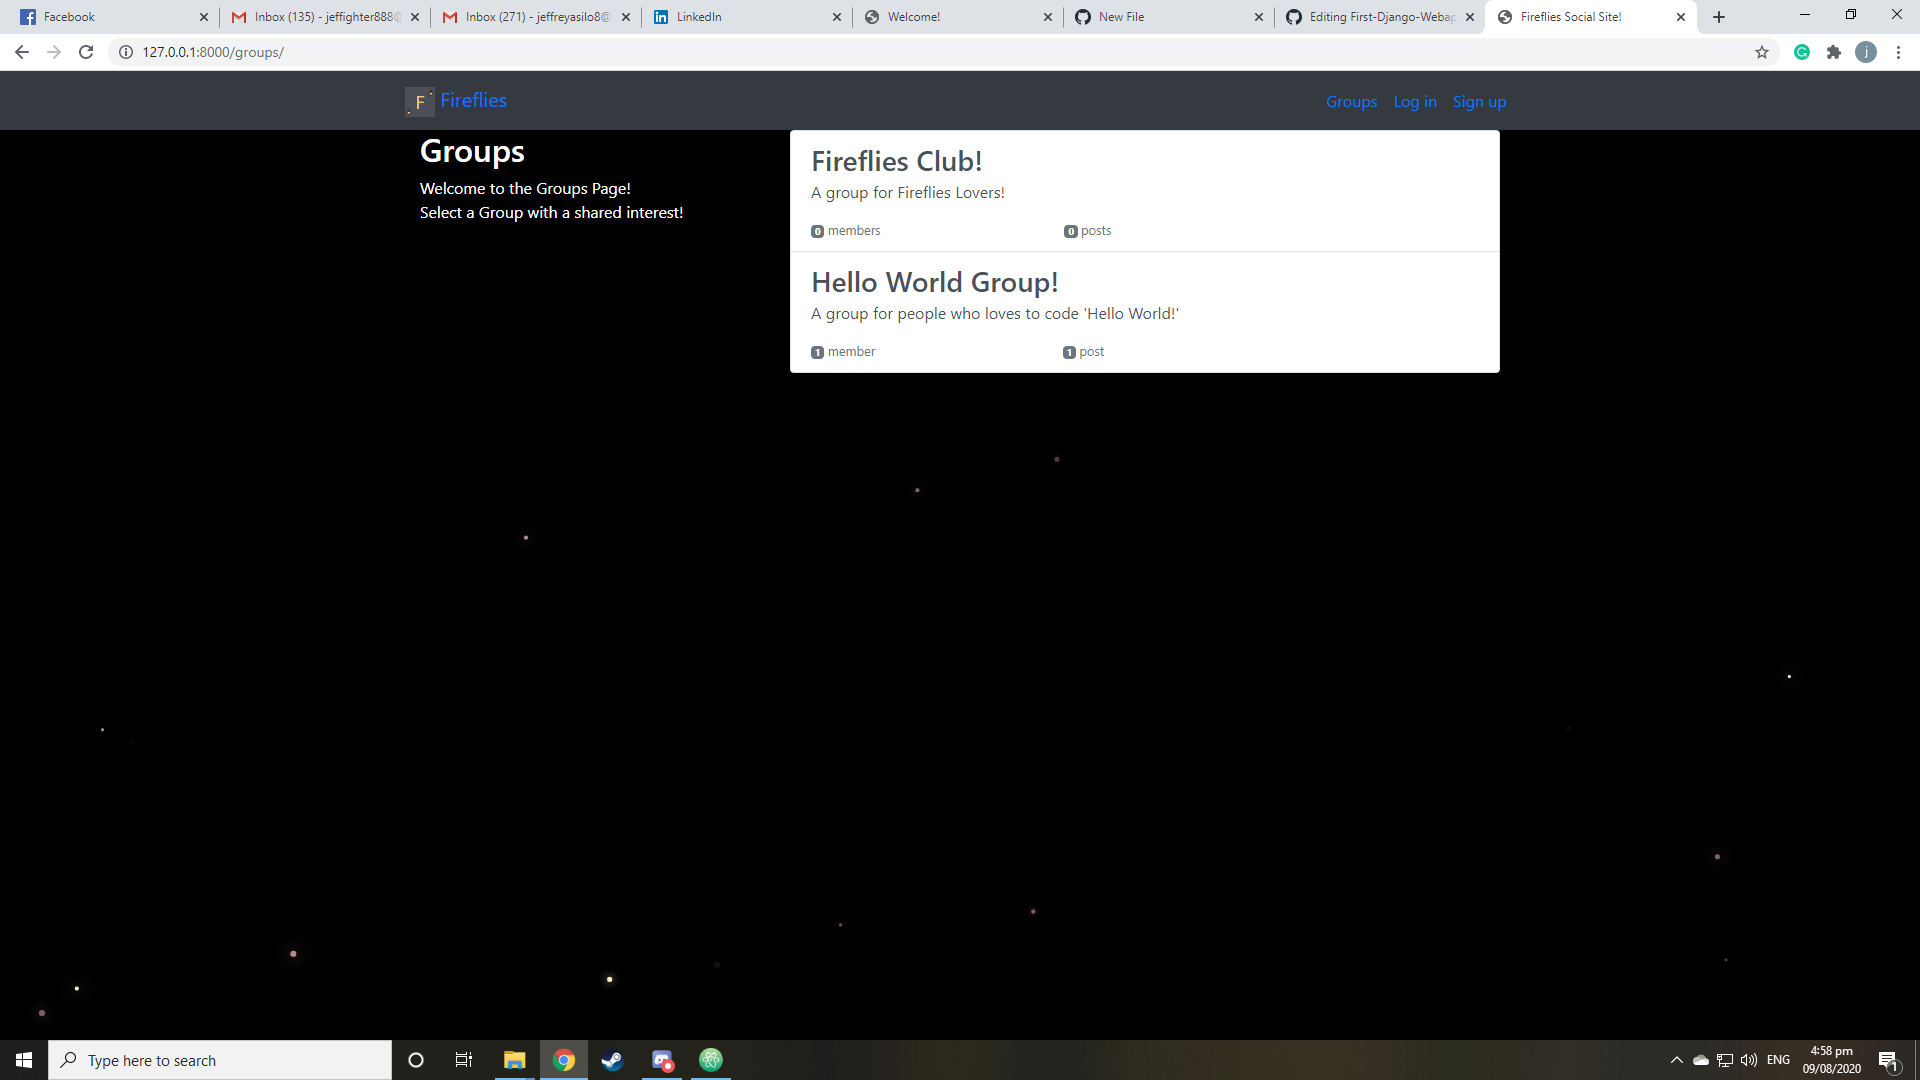 Facebook
Inbox (135) - jeffighter888@
Inbox (271) - jeffreyasilo8@
LinkedIn
Welcome!
New File
Editing First-Django-Webap
Fireflies Social Site!
127.0.0.1:8000/groups/
j
F Fireflies
Groups Log in Sign up
Groups
Welcome to the Groups Page!
Select a Group with a shared interest!
Fireflies Club!
A group for Fireflies Lovers!
0 members 0 posts
Hello World Group!
A group for people who loves to code 'Hello World!'
1 member 1 post
Type here to search
ENG
4:58 pm
09/08/2020
1